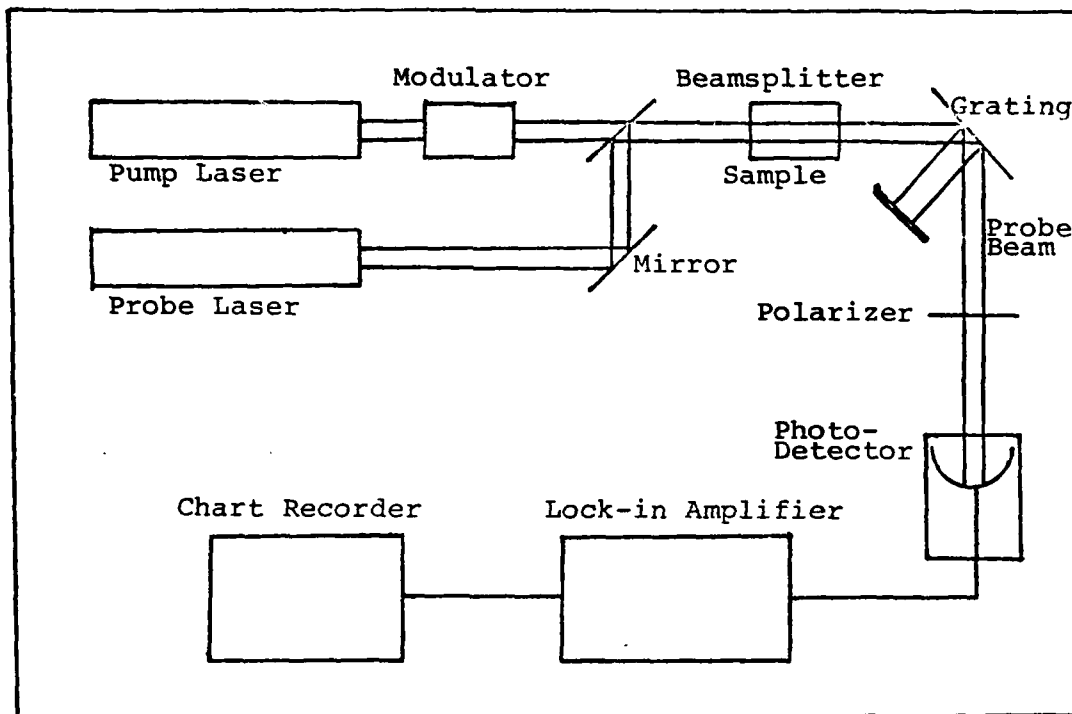 Modulator
Beamsplitter
Grating
Pump Laser
Sample
Probe
Beam
Mirror
Probe Laser
Polarizer
Photo-
Detector
Chart Recorder
Lock-in Amplifier